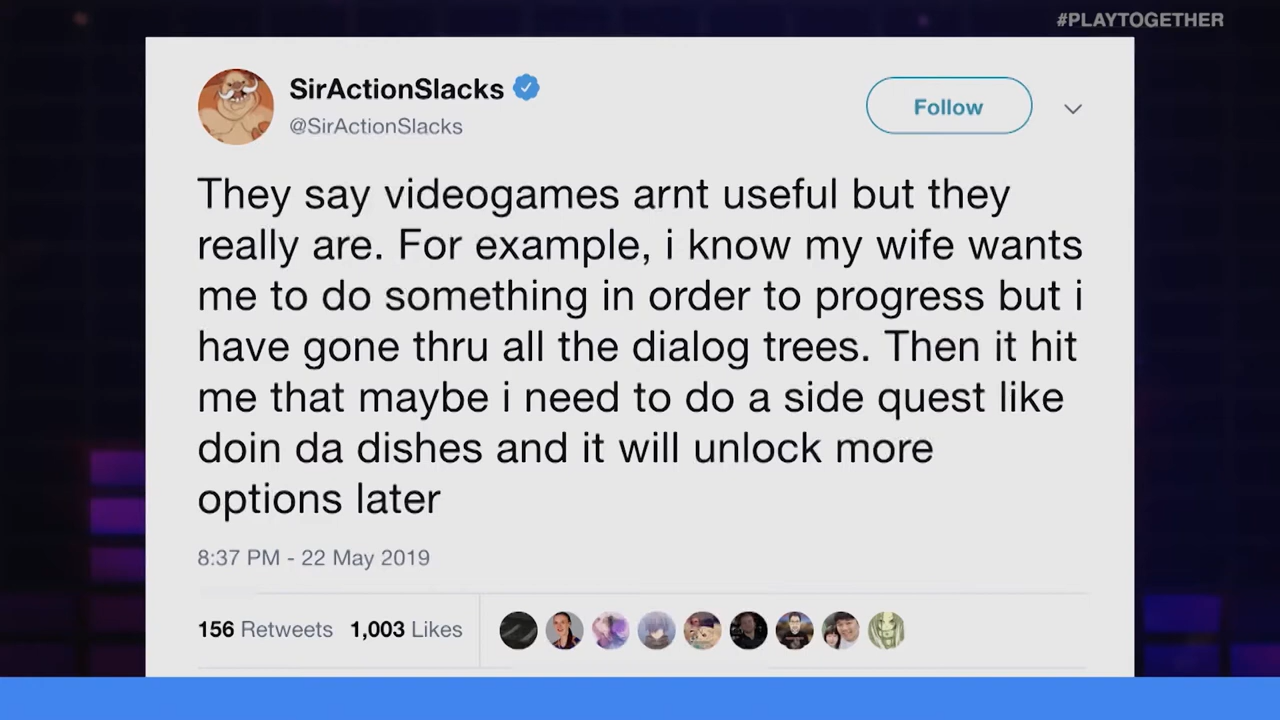 #PLAYTOGETHER
SirActionSlacks
@SirActionSlacks
Follow
They say videogames arnt useful but they
really are. For example, i know my wife wants
me to do something in order to progress but i
have gone thru all the dialog trees. Then it hit
me that maybe i need to do a side quest like
doin da dishes and it will unlock more
options later
8:37 PM - 22 May 2019
156 Retweets 1,003 Likes